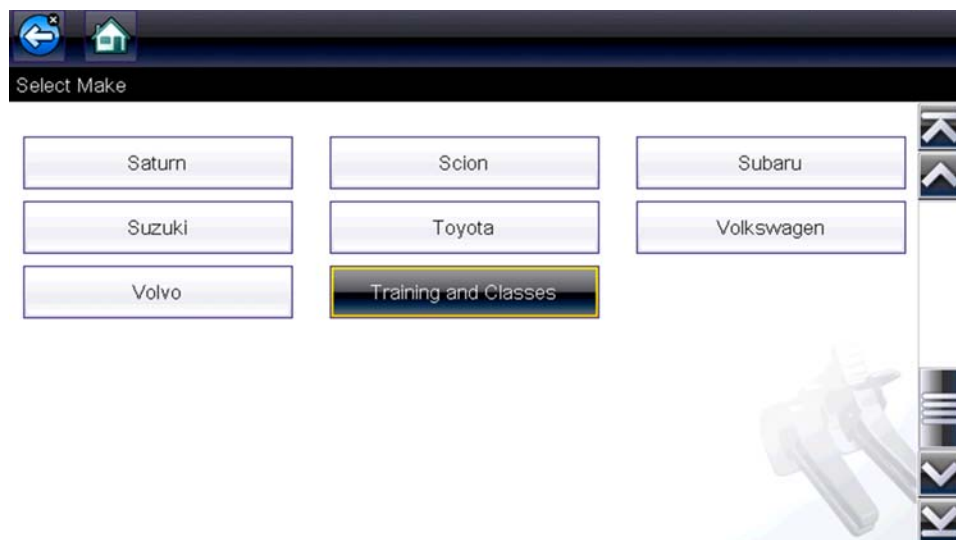 Select Make
Saturn Scion Subaru
Suzuki Toyota Volkswagen
Volvo Training and Classes